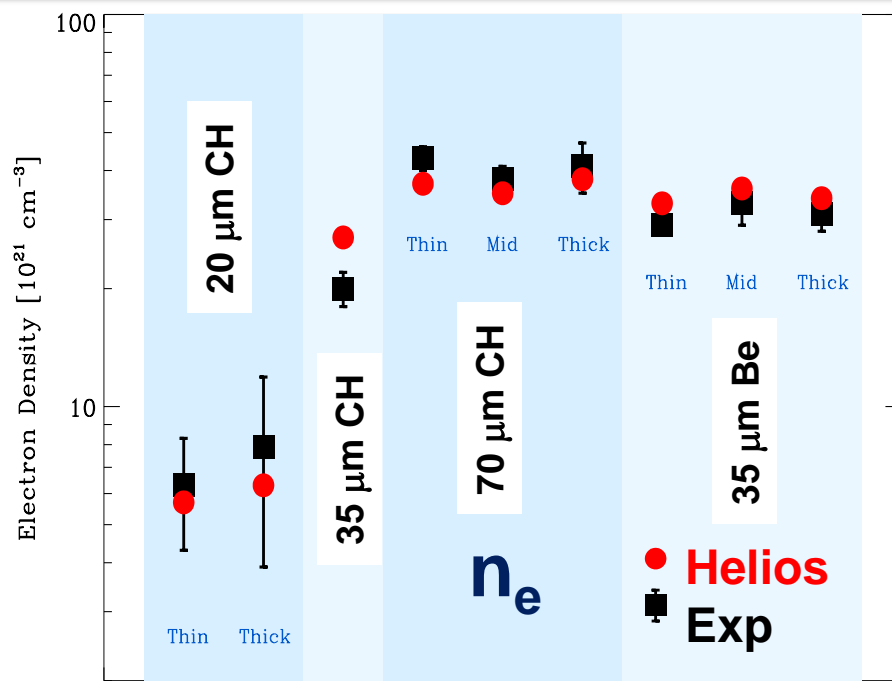 100
10
Electron Density [10²¹ cm⁻³]
20 μm CH
35 μm CH
70 μm CH
35 μm Be
Thin
Mid
Thick
Thin
Mid
Thick
Thin
Thick
nₑ
Helios
Exp